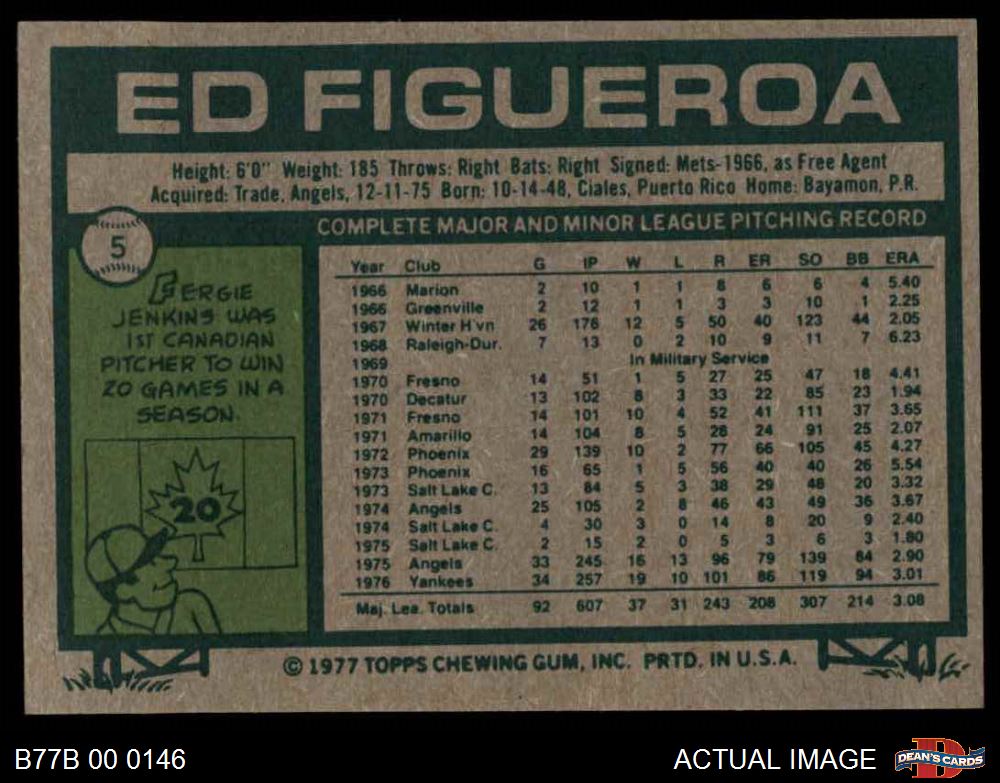 ED FIGUEROA
Height: 6'0" Weight: 185 Throws: Right Bats: Right Signed: Mets-1966, as Free Agent
Acquired: Trade, Angels, 12-11-75 Born: 10-14-48, Ciales, Puerto Rico Home: Bayamon, P.R.
5
FERGIE
JENKINS WAS
1ST CANADIAN
PITCHER TO WIN
20 GAMES IN A
SEASON.
20
COMPLETE MAJOR AND MINOR LEAGUE PITCHING RECORD
Year Club G IP W L R ER SO BB ERA
1966 Marion 2 10 1 1 8 6 6 4 5.40
1966 Greenville 2 12 1 1 3 3 10 1 2.25
1967 Winter H'vn 26 176 12 5 50 40 123 44 2.05
1968 Raleigh-Dur. 7 13 0 2 10 9 11 7 6.23
1969 In Military Service
1970 Fresno 14 51 1 5 27 25 47 18 4.41
1970 Decatur 13 102 8 3 33 22 85 23 1.94
1971 Fresno 14 101 10 4 52 41 111 37 3.65
1971 Amarillo 14 104 8 5 28 24 91 25 2.07
1972 Phoenix 29 139 10 2 77 66 105 45 4.27
1973 Phoenix 16 65 1 5 56 40 40 26 5.54
1973 Salt Lake C. 13 84 5 3 38 29 48 20 3.32
1974 Angels 25 105 2 8 46 43 49 36 3.67
1974 Salt Lake C. 4 30 3 0 14 8 20 9 2.40
1975 Salt Lake C. 2 15 2 0 5 3 6 3 1.80
1975 Angels 33 245 16 13 96 79 139 84 2.90
1976 Yankees 34 257 19 10 101 86 119 94 3.01
Maj. Lea. Totals 92 607 37 31 243 208 307 214 3.08
© 1977 TOPPS CHEWING GUM, INC. PRTD. IN U.S.A.
B77B 00 0146
ACTUAL IMAGE
D
DEAN'S CARDS